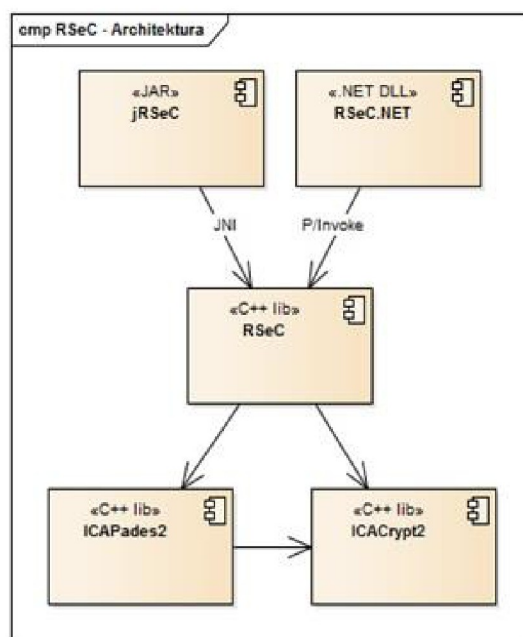 cmp RSeC - Architektura
«JAR»
jRSeC
«.NET DLL»
RSeC.NET
JNI
P/Invoke
«C++ lib»
RSeC
«C++ lib»
ICAPades2
«C++ lib»
ICACrypt2